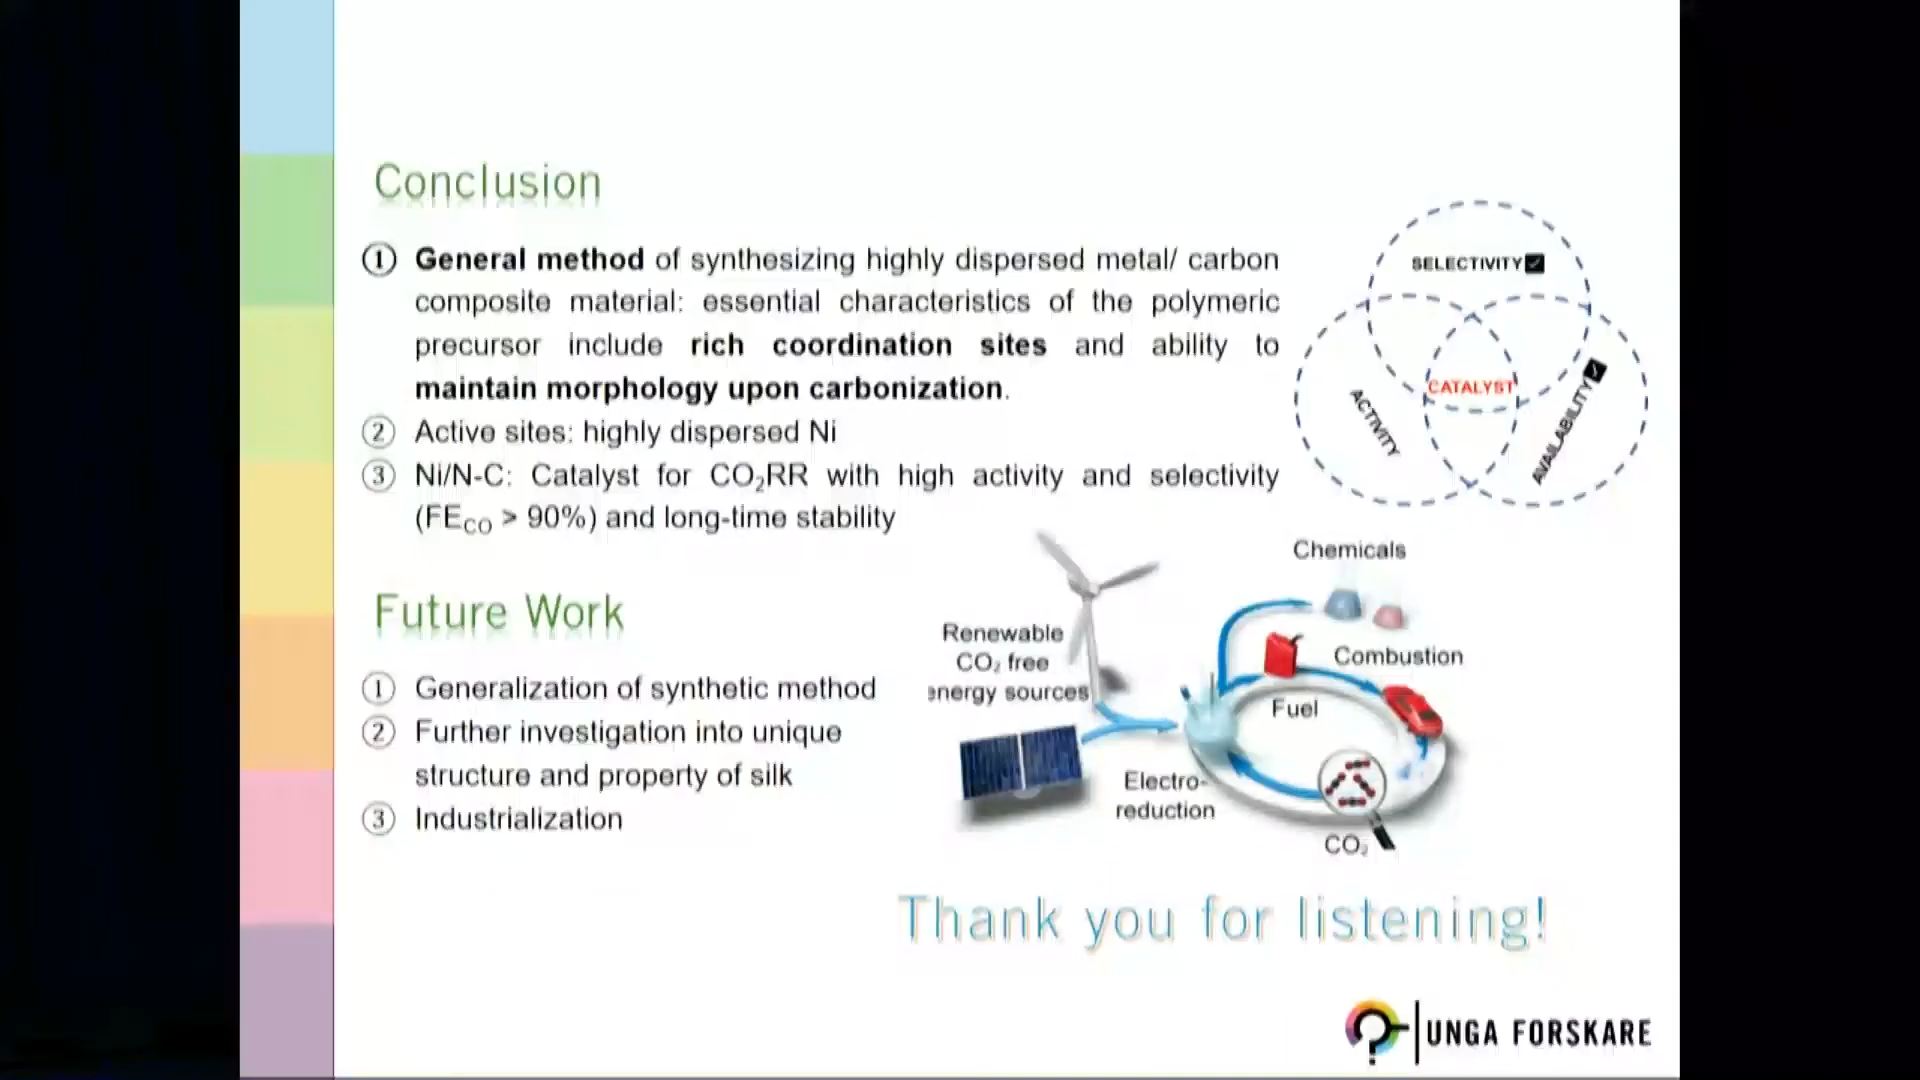 Conclusion
① General method of synthesizing highly dispersed metal/ carbon
composite material: essential characteristics of the polymeric
precursor include rich coordination sites and ability to
maintain morphology upon carbonization.
② Active sites: highly dispersed Ni
③ Ni/N-C: Catalyst for CO₂RR with high activity and selectivity
(FE_CO > 90%) and long-time stability
SELECTIVITY
CATALYST
ACTIVITY
AVAILABILITY
Future Work
① Generalization of synthetic method
② Further investigation into unique
structure and property of silk
③ Industrialization
Renewable
CO₂ free
energy sources
Chemicals
Combustion
Fuel
Electro-
reduction
CO₂
Thank you for listening!
UNGA FORSKARE